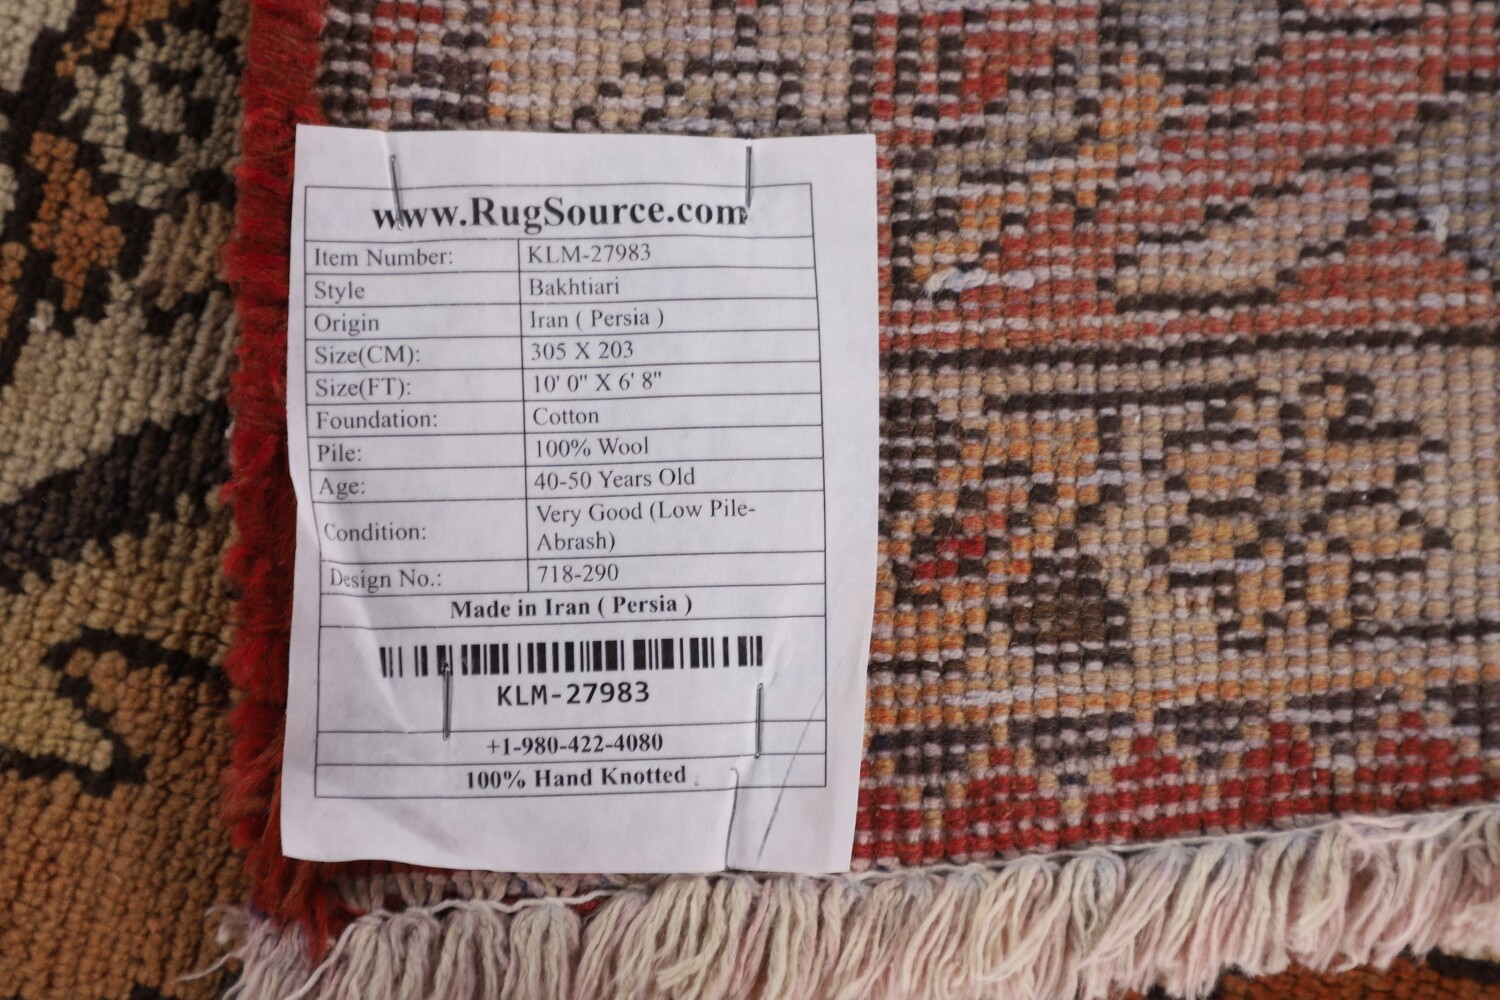 www.RugSource.com
Item Number: KLM-27983
Style Bakhtiari
Origin Iran ( Persia )
Size(CM): 305 X 203
Size(FT): 10' 0" X 6' 8"
Foundation: Cotton
Pile: 100% Wool
Age: 40-50 Years Old
Condition: Very Good (Low Pile-
Abrash)
Design No.: 718-290
Made in Iran ( Persia )
KLM-27983
+1-980-422-4080
100% Hand Knotted